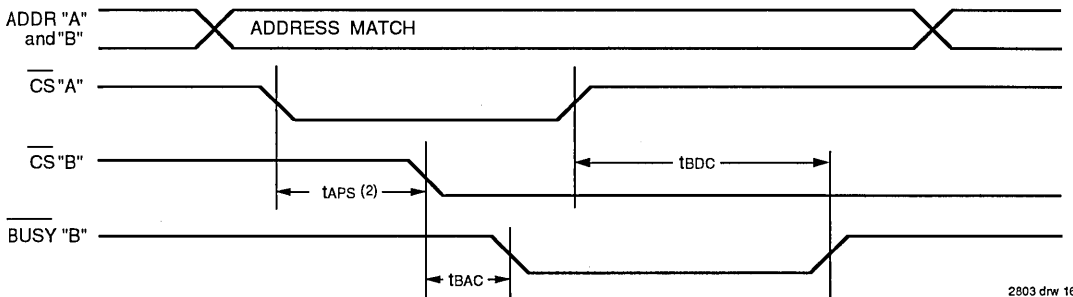 ADDR "A"
and "B"
ADDRESS MATCH
CS "A"
CS "B"
tBDC
tAPS (2)
BUSY "B"
tBAC
2803 drw 16